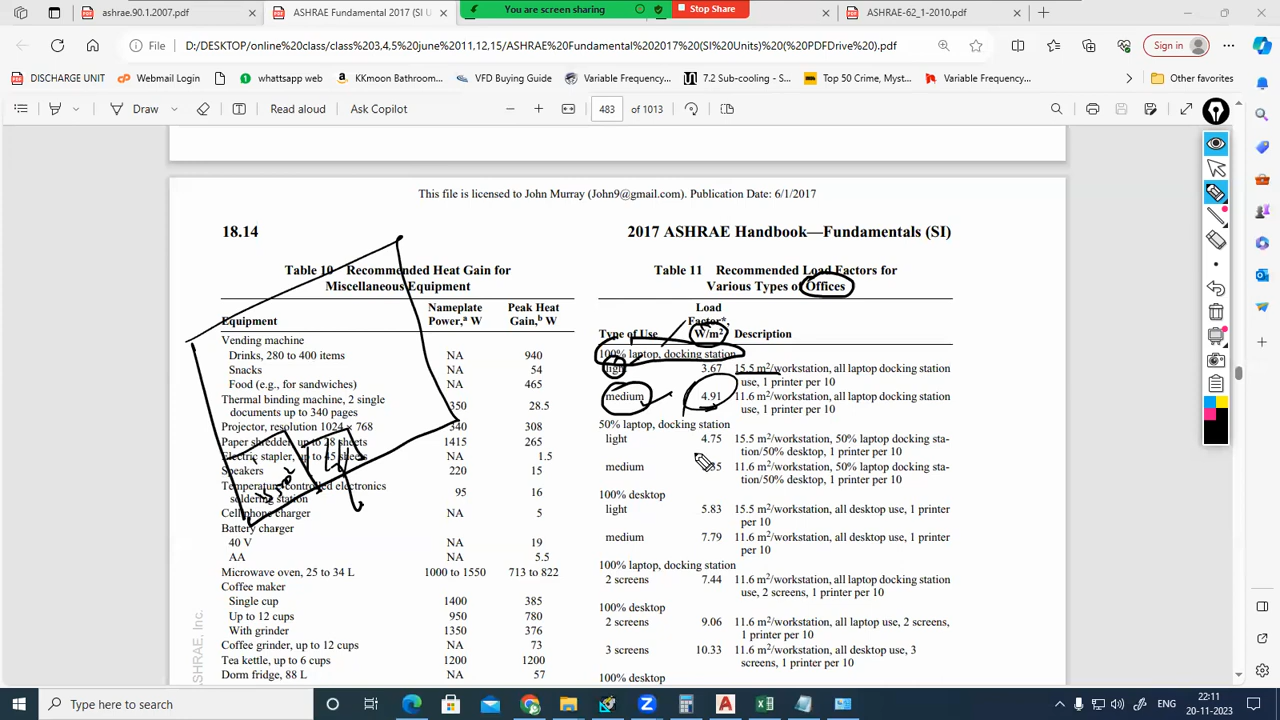 ashrae.90.1.2007.pdf
ASHRAE Fundamental 2017 (SI U
You are screen sharing
Stop Share
ASHRAE-62_1-2010.pdf
File
D:/DESKTOP/online%20class/class%203,4,5%20june%2011,12,15/ASHRAE%20Fundamental%202017%20(SI%20Units)%20(%20PDFDrive%20).pdf
Sign in
DISCHARGE UNIT
Webmail Login
whattsapp web
KKmoon Bathroom...
VFD Buying Guide
Variable Frequency...
7.2 Sub-cooling - S...
Top 50 Crime, Myst...
Variable Frequency...
Other favorites
Draw
Read aloud
Ask Copilot
483 of 1013
This file is licensed to John Murray (John9@gmail.com). Publication Date: 6/1/2017
18.14
2017 ASHRAE Handbook—Fundamentals (SI)
Table 10 Recommended Heat Gain for
Miscellaneous Equipment
Equipment
Nameplate Power,ᵃ W
Peak Heat Gain,ᵇ W
Vending machine
Drinks, 280 to 400 items NA 940
Snacks NA 54
Food (e.g., for sandwiches) NA 465
Thermal binding machine, 2 single
documents up to 340 pages 350 28.5
Projector, resolution 1024 × 768 340 308
Paper shredder, up to 28 sheets 1415 265
Electric stapler, up to 45 sheets NA 1.5
Speakers 220 15
Temperature-controlled electronics
soldering station 95 16
Cell phone charger NA 5
Battery charger
40 V NA 19
AA NA 5.5
Microwave oven, 25 to 34 L 1000 to 1550 713 to 822
Coffee maker
Single cup 1400 385
Up to 12 cups 950 780
With grinder 1350 376
Coffee grinder, up to 12 cups NA 73
Tea kettle, up to 6 cups 1200 1200
Dorm fridge, 88 L NA 57
Table 11 Recommended Load Factors for
Various Types of Offices
Type of Use
Load Factor*, W/m²
Description
100% laptop, docking station
light 3.67 15.5 m²/workstation, all laptop docking station
use, 1 printer per 10
medium 4.91 11.6 m²/workstation, all laptop docking station
use, 1 printer per 10
50% laptop, docking station
light 4.75 15.5 m²/workstation, 50% laptop docking sta-
tion/50% desktop, 1 printer per 10
medium 11.6 m²/workstation, 50% laptop docking sta-
tion/50% desktop, 1 printer per 10
100% desktop
light 5.83 15.5 m²/workstation, all desktop use, 1 printer
per 10
medium 7.79 11.6 m²/workstation, all desktop use, 1 printer
per 10
100% laptop, docking station
2 screens 7.44 11.6 m²/workstation, all laptop docking station
use, 2 screens, 1 printer per 10
100% desktop
2 screens 9.06 11.6 m²/workstation, all laptop use, 2 screens,
1 printer per 10
3 screens 10.33 11.6 m²/workstation, all desktop use, 3
screens, 1 printer per 10
100% desktop
ASHRAE, Inc.
Type here to search
ENG
22:11
20-11-2023